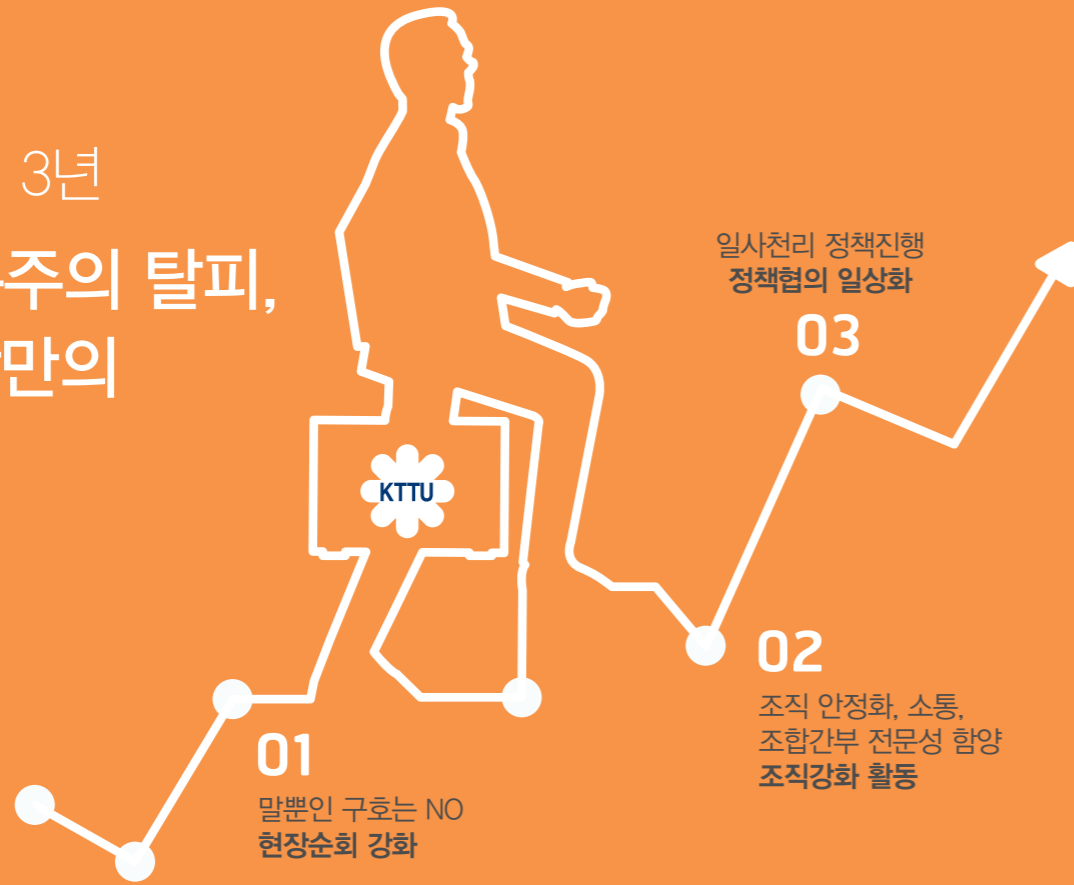 3년
주의 탈피,
만의
KTTU
01
말뿐인 구호는 NO
현장순회 강화
02
조직 안정화, 소통,
조합간부 전문성 함양
조직강화 활동
일사천리 정책진행
정책협의 일상화
03